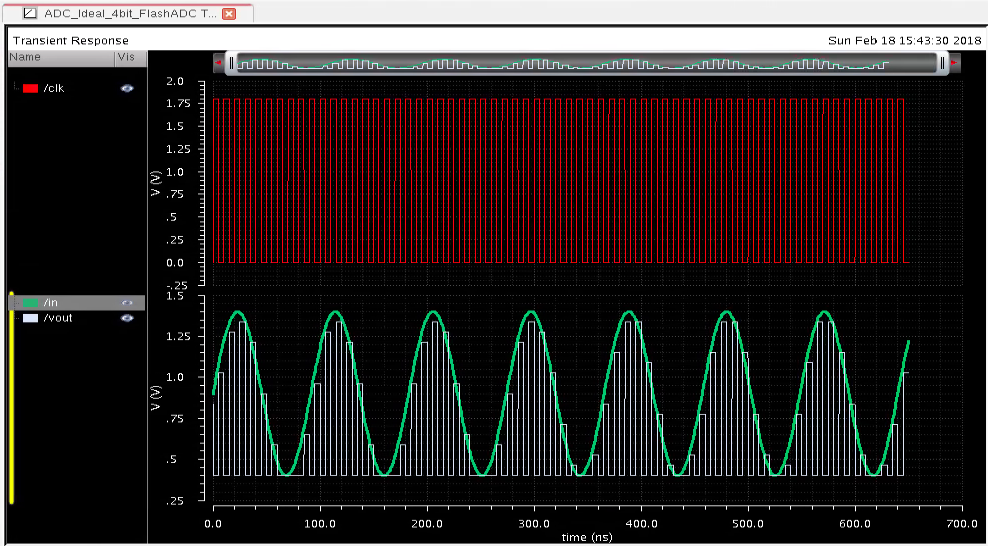 ADC_Ideal_4bit_FlashADC T...
Transient Response Sun Feb 18 15:43:30 2018
Name Vis
/clk
2.0
1.75
1.5
1.25
1.0
.75
.5
.25
0.0
-.25
V (V)
/in
/vout
1.5
1.25
1.0
.75
.5
.25
V (V)
0.0 100.0 200.0 300.0 400.0 500.0 600.0 700.0
time (ns)